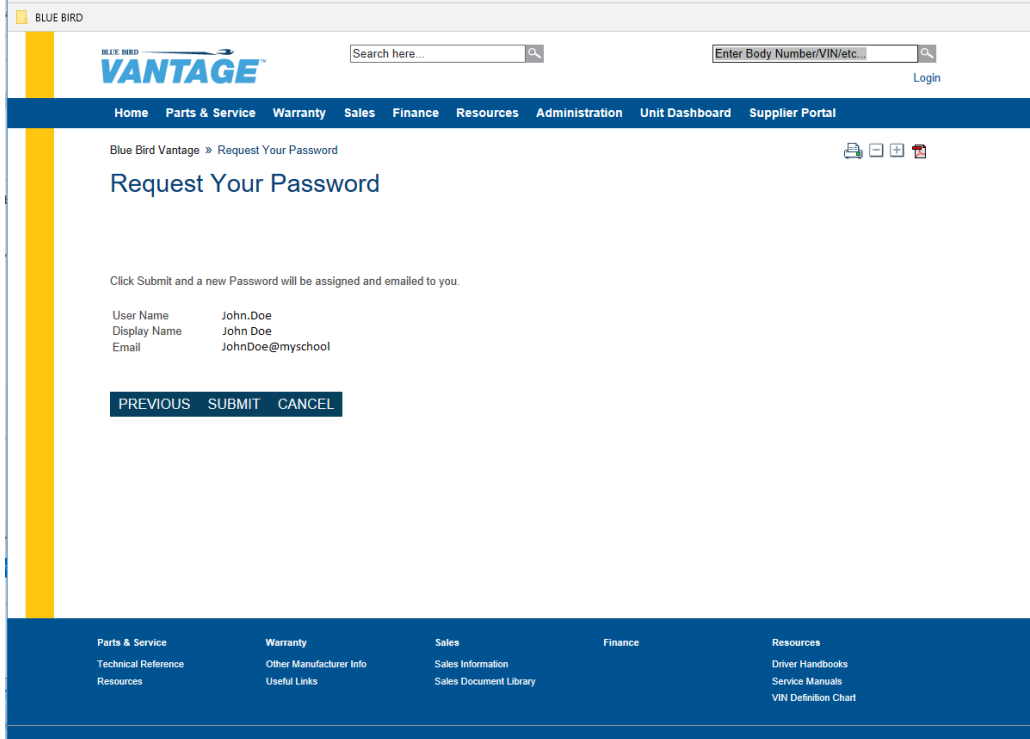 BLUE BIRD
BLUE BIRD
VANTAGE™
Search here...
Enter Body Number/VIN/etc...
Login
Home Parts & Service Warranty Sales Finance Resources Administration Unit Dashboard Supplier Portal
Blue Bird Vantage » Request Your Password
Request Your Password
Click Submit and a new Password will be assigned and emailed to you.
User Name John.Doe
Display Name John Doe
Email JohnDoe@myschool
PREVIOUS SUBMIT CANCEL
Parts & Service Warranty Sales Finance Resources
Technical Reference Other Manufacturer Info Sales Information Driver Handbooks
Resources Useful Links Sales Document Library Service Manuals
VIN Definition Chart